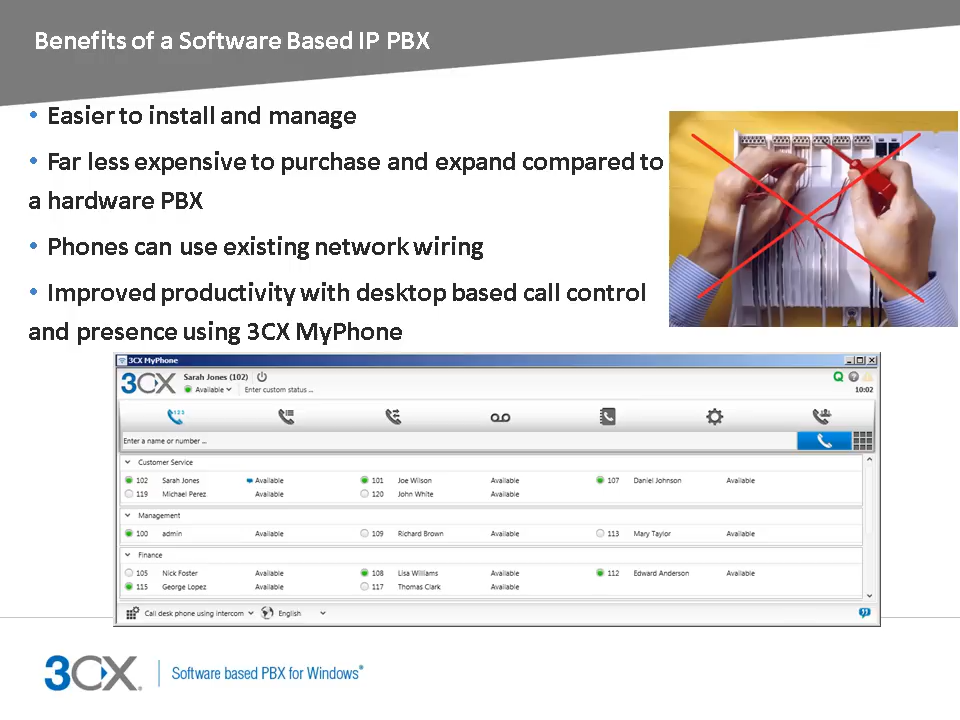 Benefits of a Software Based IP PBX
• Easier to install and manage
• Far less expensive to purchase and expand compared to
a hardware PBX
• Phones can use existing network wiring
• Improved productivity with desktop based call control
and presence using 3CX MyPhone
3CX MyPhone
3CX
Sarah Jones (102)
Available
Enter custom status ...
10:02
Enter a name or number ...
Customer Service
102 Sarah Jones Available 101 Joe Wilson Available 107 Daniel Johnson Available
119 Michael Perez Available 120 John White Available
Management
100 admin Available 109 Richard Brown Available 113 Mary Taylor Available
Finance
105 Nick Foster Available 108 Lisa Williams Available 112 Edward Anderson Available
115 George Lopez Available 117 Thomas Clark Available
Call desk phone using intercom English
3CX® Software based PBX for Windows®